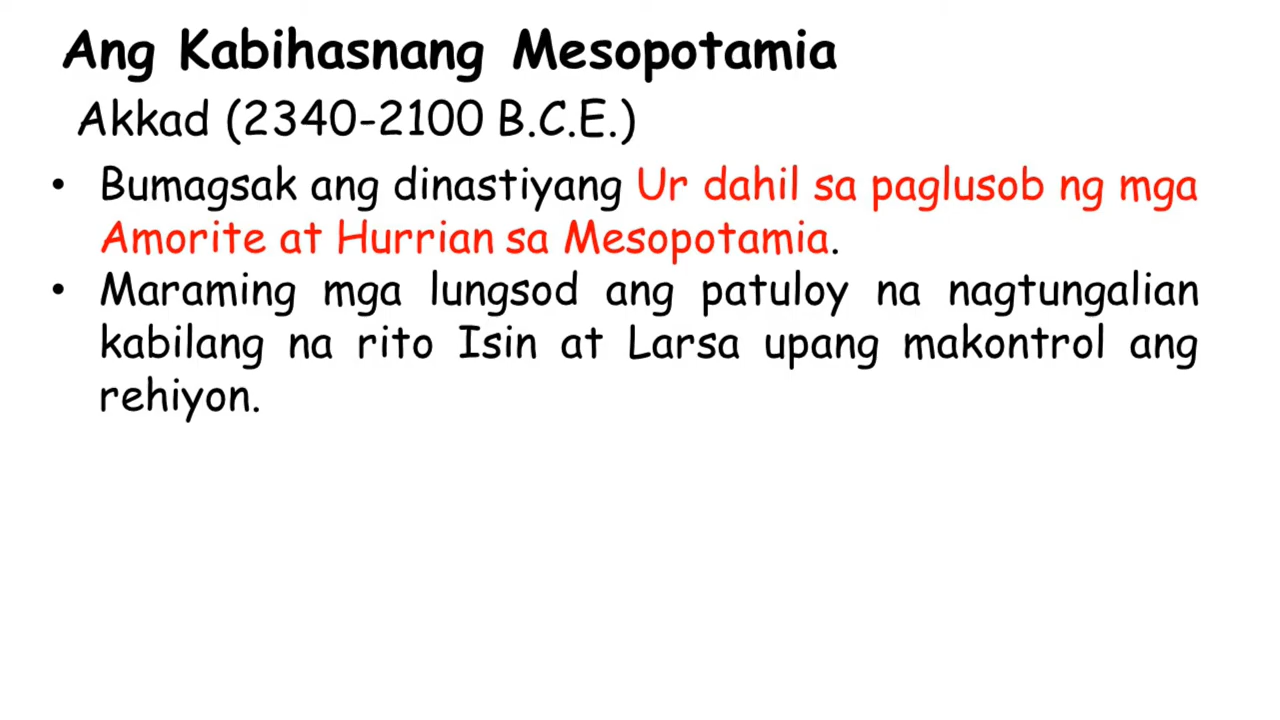 Ang Kabihasnang Mesopotamia
Akkad (2340-2100 B.C.E.)
• Bumagsak ang dinastiyang Ur dahil sa paglusob ng mga
Amorite at Hurrian sa Mesopotamia.
• Maraming mga lungsod ang patuloy na nagtungalian
kabilang na rito Isin at Larsa upang makontrol ang
rehiyon.